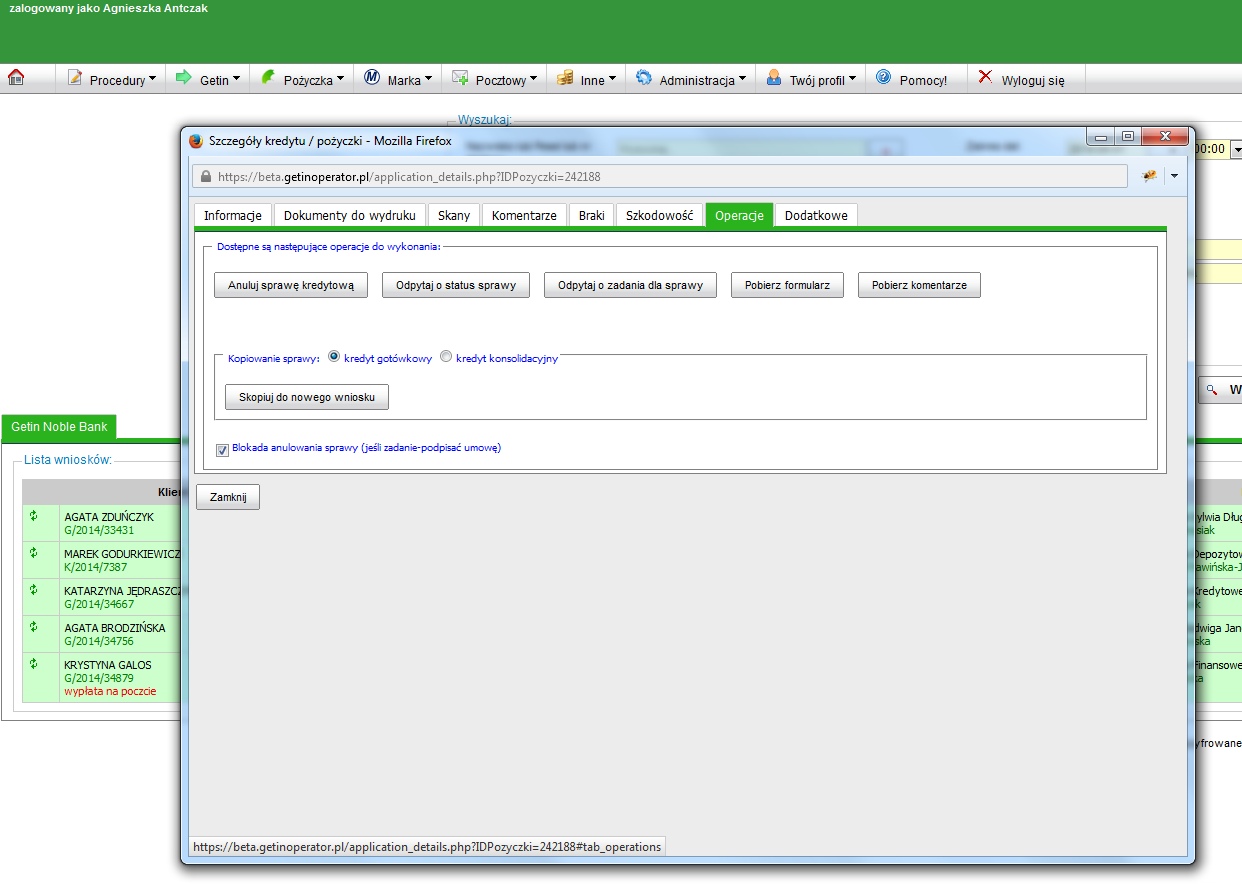 zalogowany jako Agnieszka Antczak
Procedury Getin Pożyczka Marka Pocztowy Inne Administracja Twój profil Pomocy! Wyloguj się
Wyszukaj:
Szczegóły kredytu / pożyczki - Mozilla Firefox
00:00
https://beta.getinoperator.pl/application_details.php?IDPozyczki=242188
Informacje Dokumenty do wydruku Skany Komentarze Braki Szkodowość Operacje Dodatkowe
Dostępne są następujące operacje do wykonania:
Anuluj sprawę kredytową Odpytaj o status sprawy Odpytaj o zadania dla sprawy Pobierz formularz Pobierz komentarze
Kopiowanie sprawy: kredyt gotówkowy kredyt konsolidacyjny
Skopiuj do nowego wniosku
W
Getin Noble Bank
Blokada anulowania sprawy (jeśli zadanie-podpisać umowę)
Lista wniosków:
Zamknij
Klie
AGATA ZDUŃCZYK
G/2014/33431
ylwia Dług
siak
MAREK GODURKIEWICZ
K/2014/7387
Depozytow
awińska-J
KATARZYNA JĘDRASZCZ
G/2014/34667
Kredytowe
k
AGATA BRODZIŃSKA
G/2014/34756
dwiga Jan
ska
KRYSTYNA GALOS
G/2014/34879
wypłata na poczcie
Finansowe
a
yfrowane
https://beta.getinoperator.pl/application_details.php?IDPozyczki=242188#tab_operations